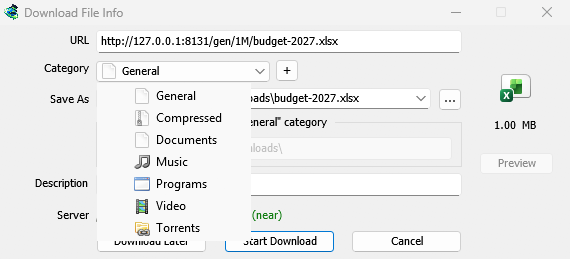 Download File Info
URL http://127.0.0.1:8131/gen/1M/budget-2027.xlsx
Category General +
Save As oads\budget-2027.xlsx ...
General
Compressed
Documents
Music
Programs
Video
Torrents
eneral" category
nloads\
1.00 MB
Preview
Description
Server (near)
Download Later Start Download Cancel